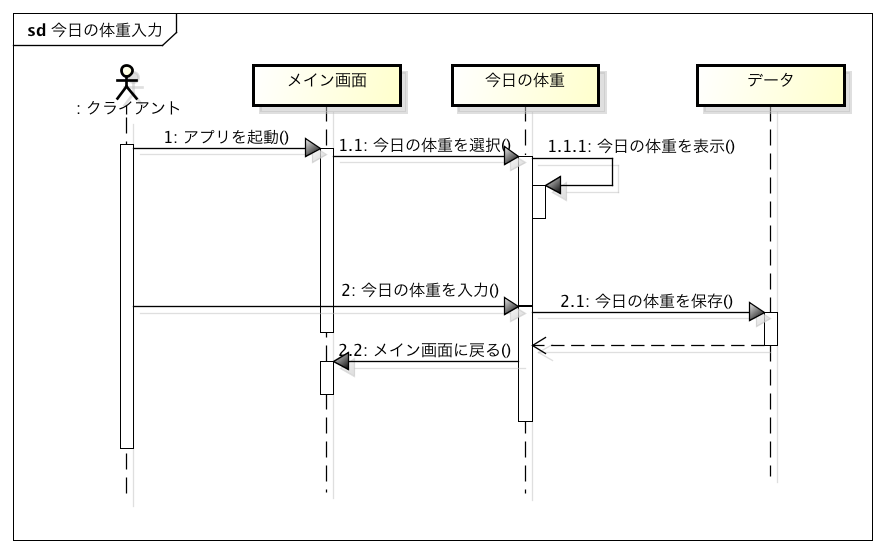 sd 今日の体重入力
: クライアント
メイン画面
今日の体重
データ
1: アプリを起動()
1.1: 今日の体重を選択()
1.1.1: 今日の体重を表示()
2: 今日の体重を入力()
2.1: 今日の体重を保存()
2.2: メイン画面に戻る()